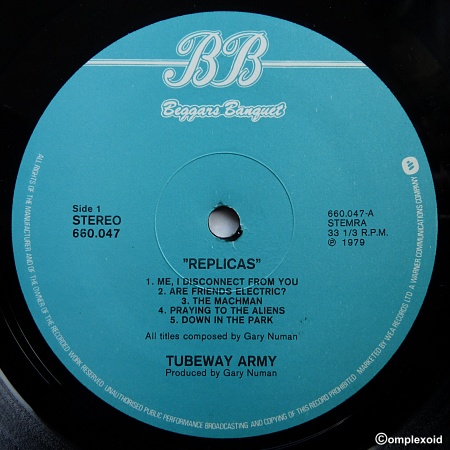 BB
Beggars Banquet
Side 1
STEREO
660.047
660.047-A
STEMRA
33 1/3 R.P.M.
℗ 1979
"REPLICAS"
1. ME, I DISCONNECT FROM YOU
2. ARE FRIENDS ELECTRIC?
3. THE MACHMAN
4. PRAYING TO THE ALIENS
5. DOWN IN THE PARK
All titles composed by Gary Numan
TUBEWAY ARMY
Produced by Gary Numan
ALL RIGHTS OF THE MANUFACTURER AND OF THE OWNER OF THE RECORDED WORK RESERVED. UNAUTHORISED PUBLIC PERFORMANCE BROADCASTING AND COPYING OF THIS RECORD PROHIBITED. MARKETED BY WEA RECORDS LTD. A WARNER COMMUNICATIONS COMPANY
©omplexoid